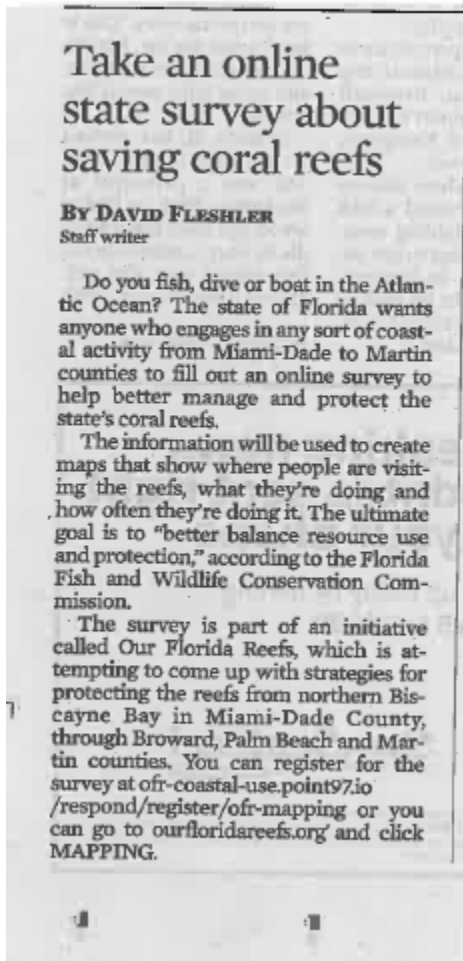 Take an online
state survey about
saving coral reefs
BY DAVID FLESHLER
Staff writer
Do you fish, dive or boat in the Atlan-
tic Ocean? The state of Florida wants
anyone who engages in any sort of coast-
al activity from Miami-Dade to Martin
counties to fill out an online survey to
help better manage and protect the
state's coral reefs.
The information will be used to create
maps that show where people are visit-
ing the reefs, what they're doing and
how often they're doing it. The ultimate
goal is to "better balance resource use
and protection," according to the Florida
Fish and Wildlife Conservation Com-
mission.
The survey is part of an initiative
called Our Florida Reefs, which is at-
tempting to come up with strategies for
protecting the reefs from northern Bis-
cayne Bay in Miami-Dade County,
through Broward, Palm Beach and Mar-
tin counties. You can register for the
survey at ofr-coastal-use.point97.io
/respond/register/ofr-mapping or you
can go to ourfloridareefs.org and click
MAPPING.